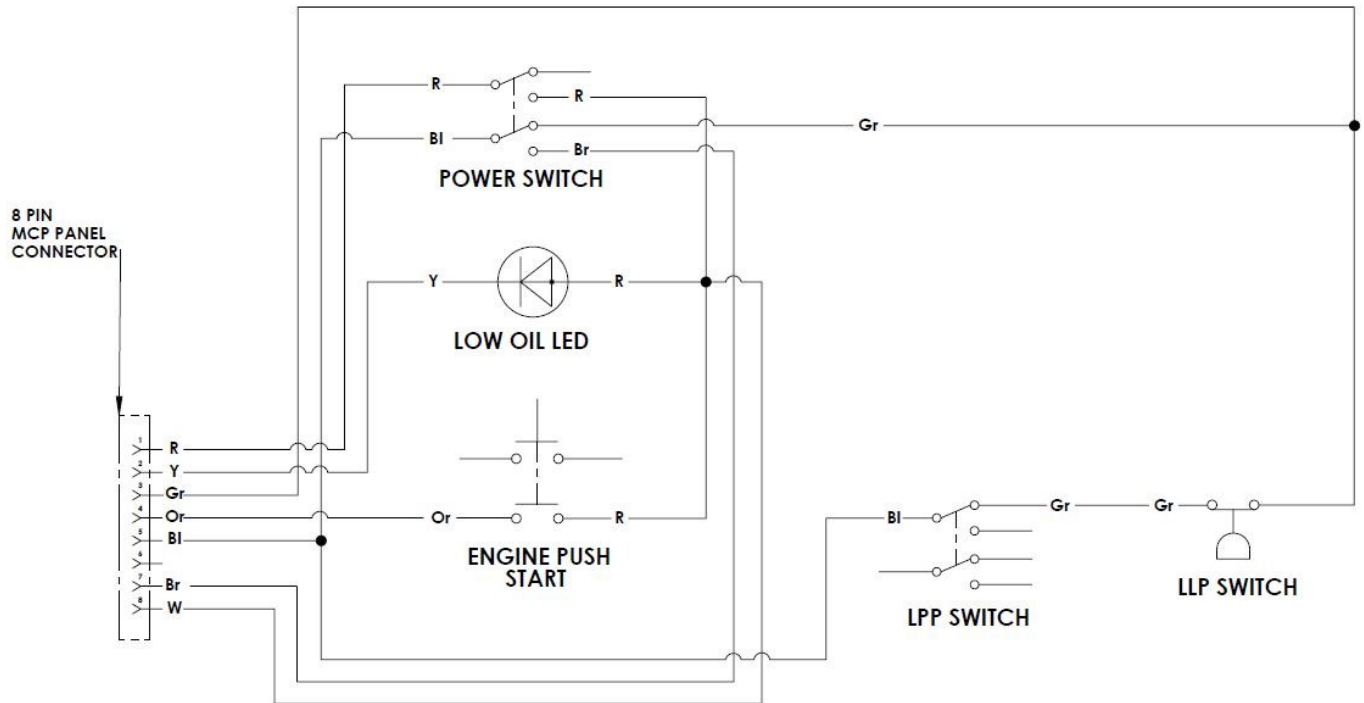 R
R
Bl
Gr
Br
POWER SWITCH
8 PIN
MCP PANEL
CONNECTOR
Y
R
LOW OIL LED
1
R
2
Y
3
Gr
4
Or
Or
R
5
Bl
6
7
Br
8
W
ENGINE PUSH
START
Bl
Gr
Gr
LPP SWITCH
LLP SWITCH